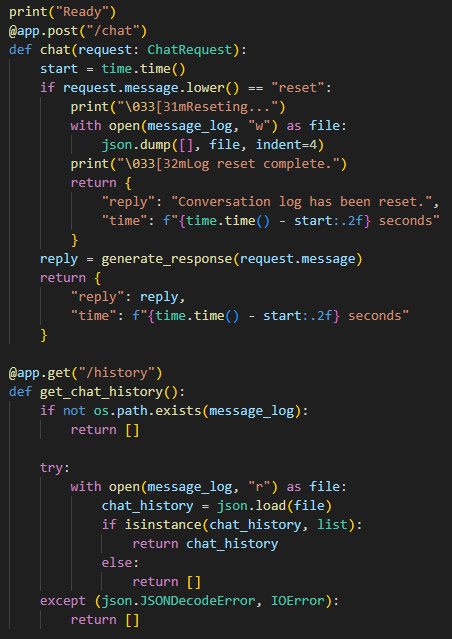 print("Ready")
@app.post("/chat")
def chat(request: ChatRequest):
    start = time.time()
    if request.message.lower() == "reset":
        print("\033[31mReseting...")
        with open(message_log, "w") as file:
            json.dump([], file, indent=4)
        print("\033[32mLog reset complete.")
        return {
            "reply": "Conversation log has been reset.",
            "time": f"{time.time() - start:.2f} seconds"
        }
    reply = generate_response(request.message)
    return {
        "reply": reply,
        "time": f"{time.time() - start:.2f} seconds"
    }

@app.get("/history")
def get_chat_history():
    if not os.path.exists(message_log):
        return []

    try:
        with open(message_log, "r") as file:
            chat_history = json.load(file)
            if isinstance(chat_history, list):
                return chat_history
            else:
                return []
    except (json.JSONDecodeError, IOError):
        return []